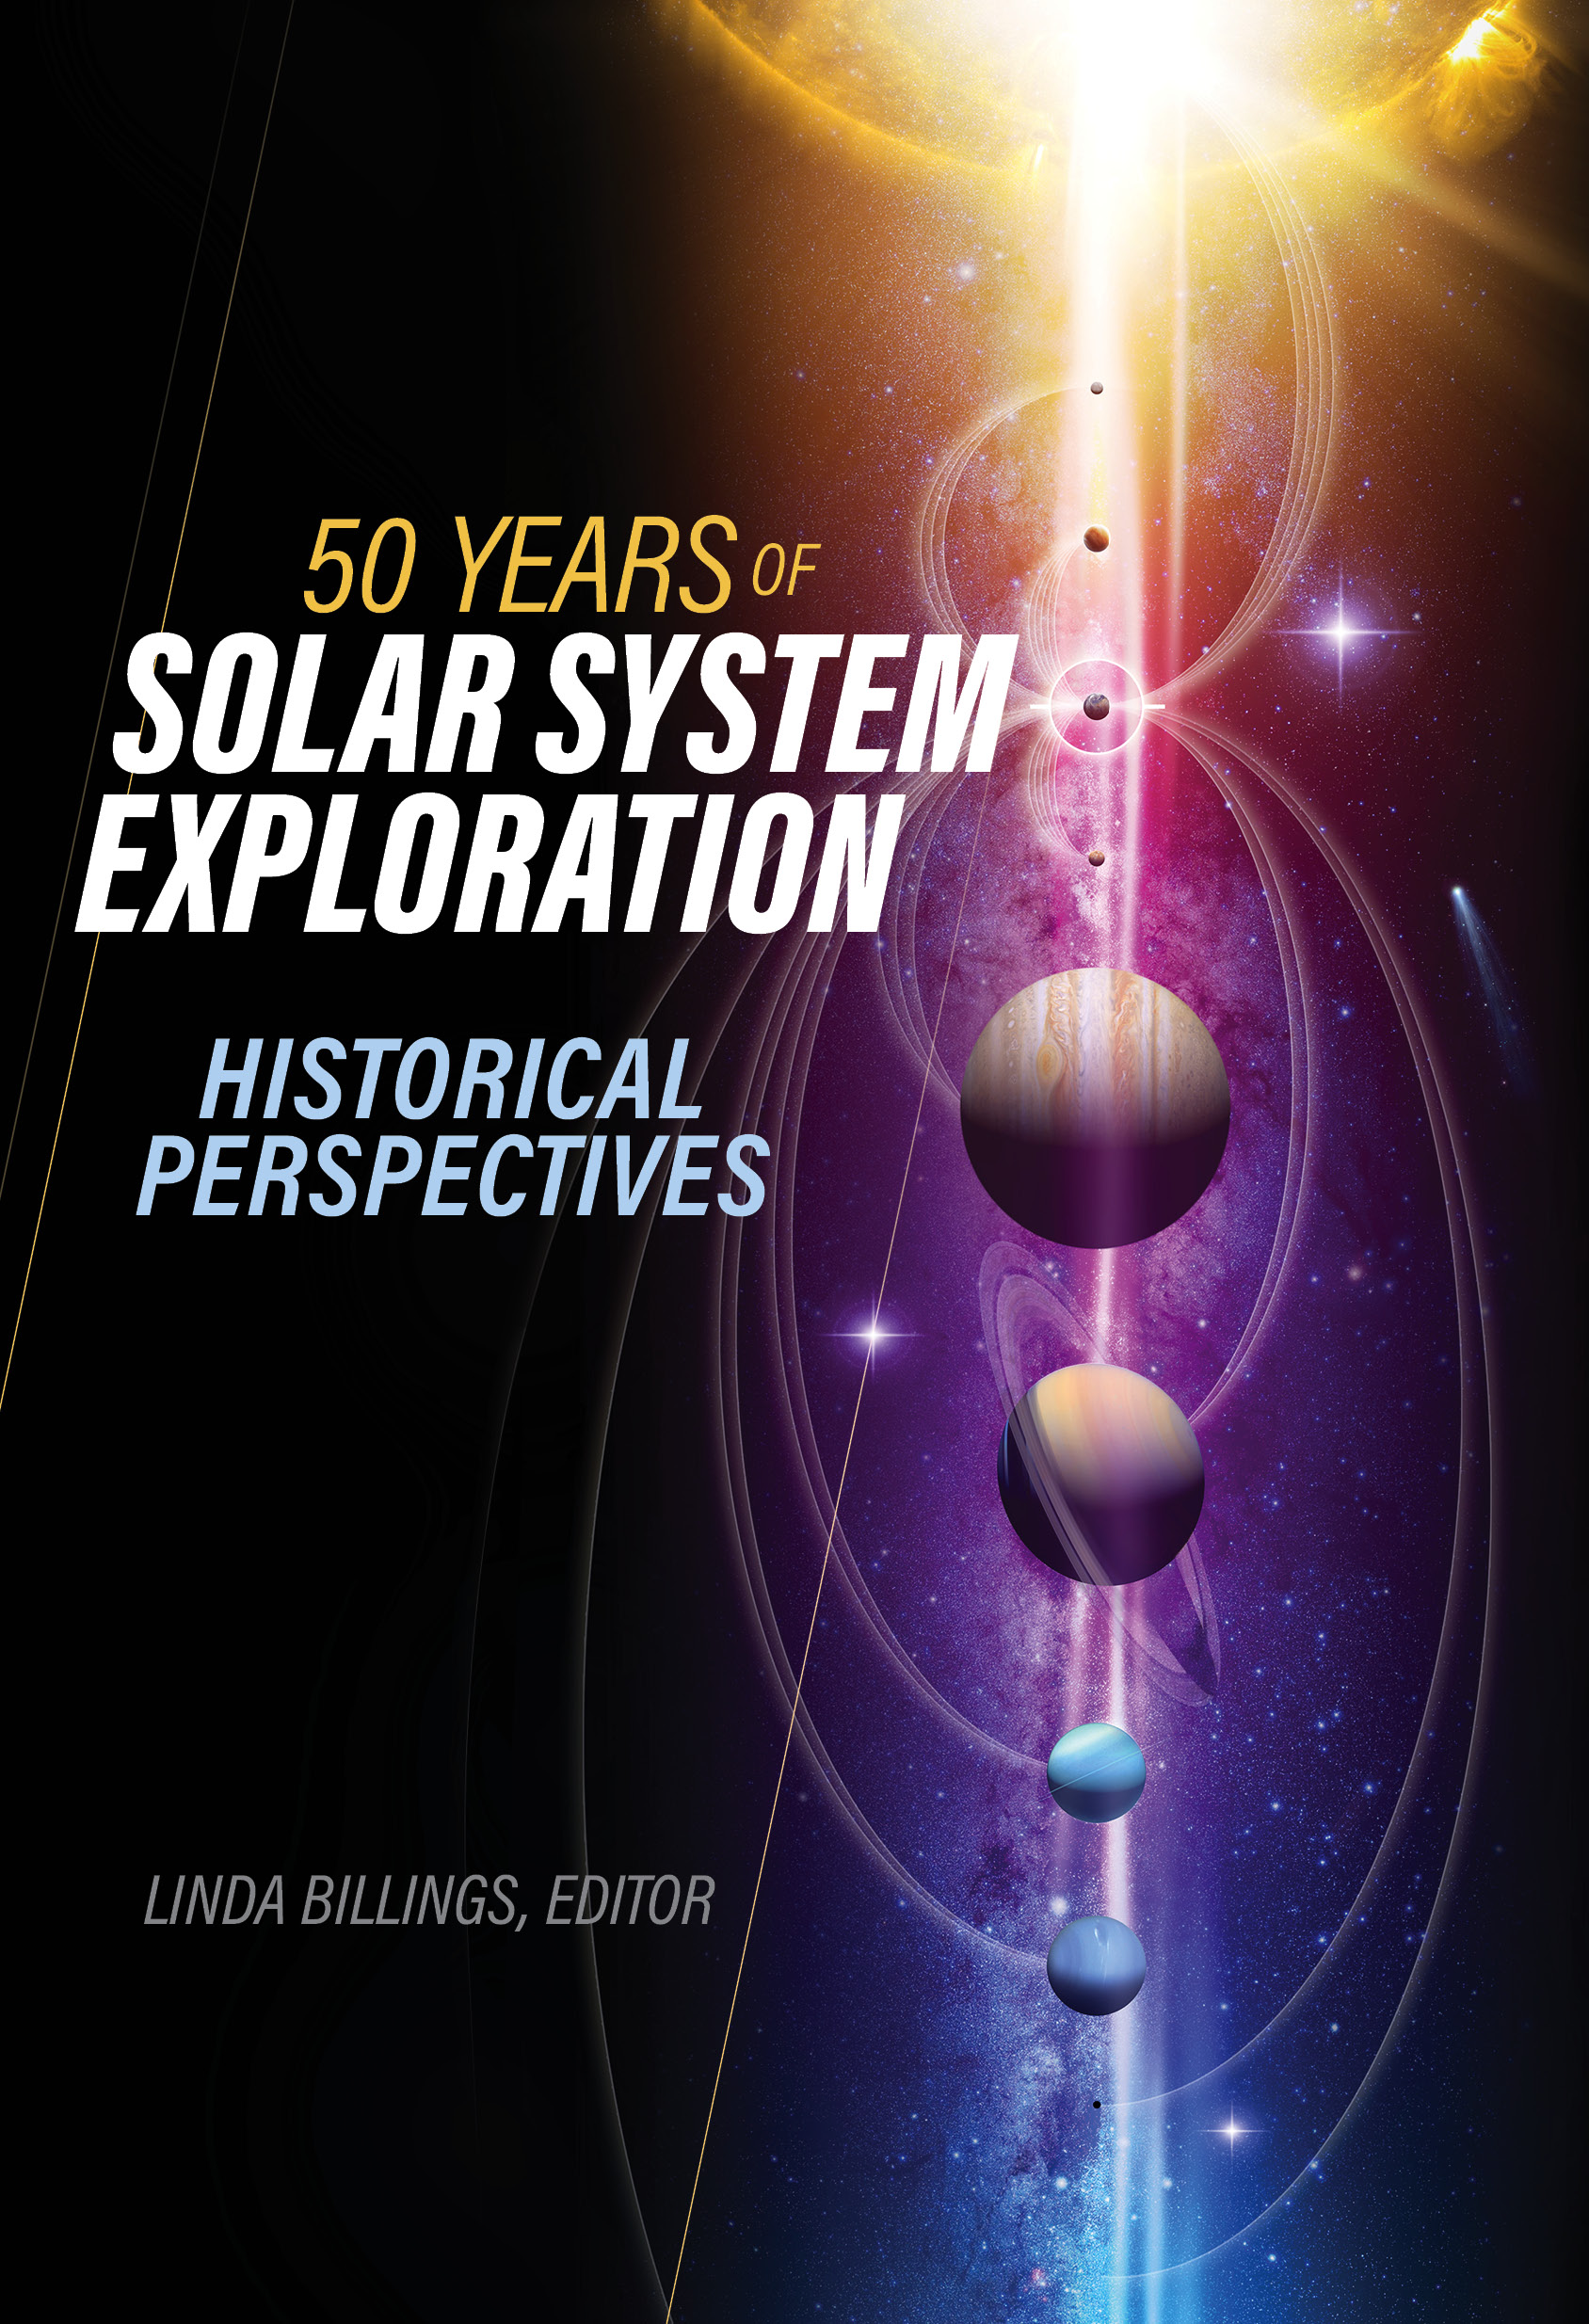 50 YEARS OF
SOLAR SYSTEM
EXPLORATION
HISTORICAL
PERSPECTIVES
LINDA BILLINGS, EDITOR